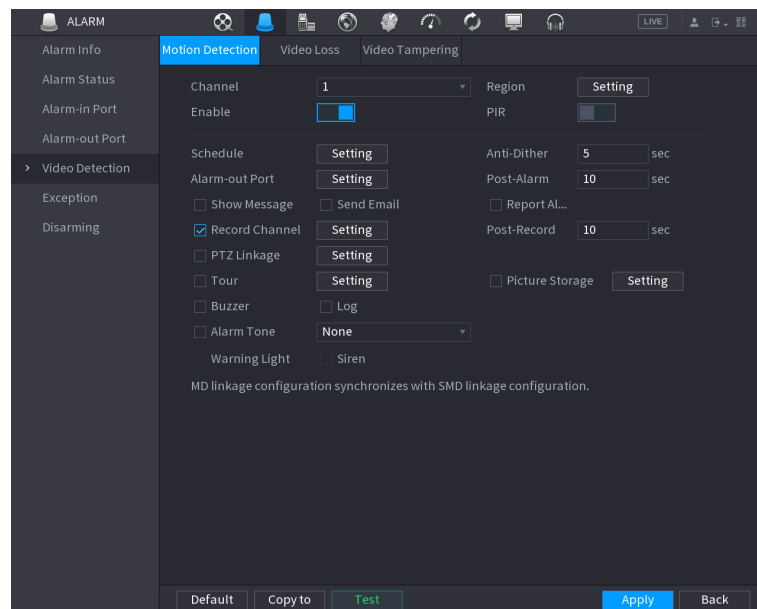 ALARM
LIVE
Alarm Info
Alarm Status
Alarm-in Port
Alarm-out Port
Video Detection
Exception
Disarming
Motion Detection Video Loss Video Tampering
Channel 1 Region Setting
Enable PIR
Schedule Setting Anti-Dither 5 sec
Alarm-out Port Setting Post-Alarm 10 sec
Show Message Send Email Report Al...
Record Channel Setting Post-Record 10 sec
PTZ Linkage Setting
Tour Setting Picture Storage Setting
Buzzer Log
Alarm Tone None
Warning Light Siren
MD linkage configuration synchronizes with SMD linkage configuration.
Default Copy to Test Apply Back